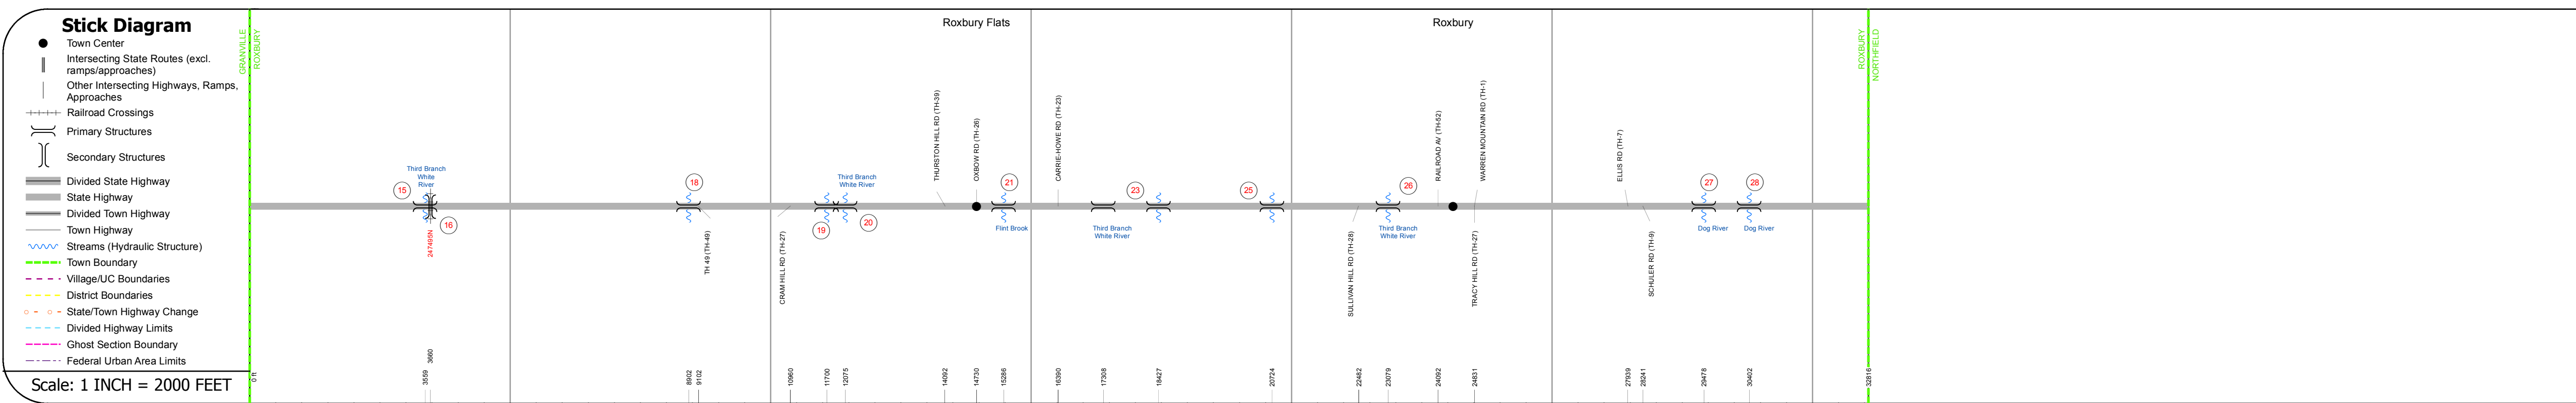 Stick Diagram
Town Center
Intersecting State Routes (excl.
ramps/approaches)
Other Intersecting Highways, Ramps,
Approaches
Railroad Crossings
Primary Structures
Secondary Structures
Divided State Highway
State Highway
Divided Town Highway
Town Highway
Streams (Hydraulic Structure)
Town Boundary
Village/UC Boundaries
District Boundaries
State/Town Highway Change
Divided Highway Limits
Ghost Section Boundary
Federal Urban Area Limits
Scale: 1 INCH = 2000 FEET
GRANVILLE
ROXBURY
Roxbury Flats
Roxbury
ROXBURY
NORTHFIELD
THURSTON HILL RD (TH-39)
OXBOW RD (TH-26)
CARRIE-HOWE RD (TH-23)
RAILROAD AV (TH-52)
WARREN MOUNTAIN RD (TH-1)
ELLIS RD (TH-7)
Third Branch
White
River
15
16
247495N
18
TH 49 (TH-49)
CRAM HILL RD (TH-27)
Third Branch
White River
19
20
21
Flint Brook
23
Third Branch
White River
25
SULLIVAN HILL RD (TH-28)
26
Third Branch
White River
TRACY HILL RD (TH-27)
SCHULER RD (TH-9)
27
Dog River
28
Dog River
0 ft
3559
3660
8902
9102
10960
11700
12075
14092
14730
15286
16390
17308
18427
20724
22482
23079
24092
24831
27939
28241
29478
30402
32816